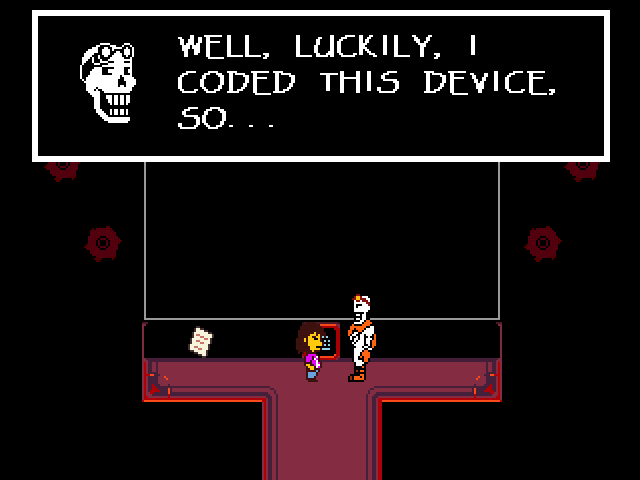 WELL, LUCKILY, I
CODED THIS DEVICE,
SO...